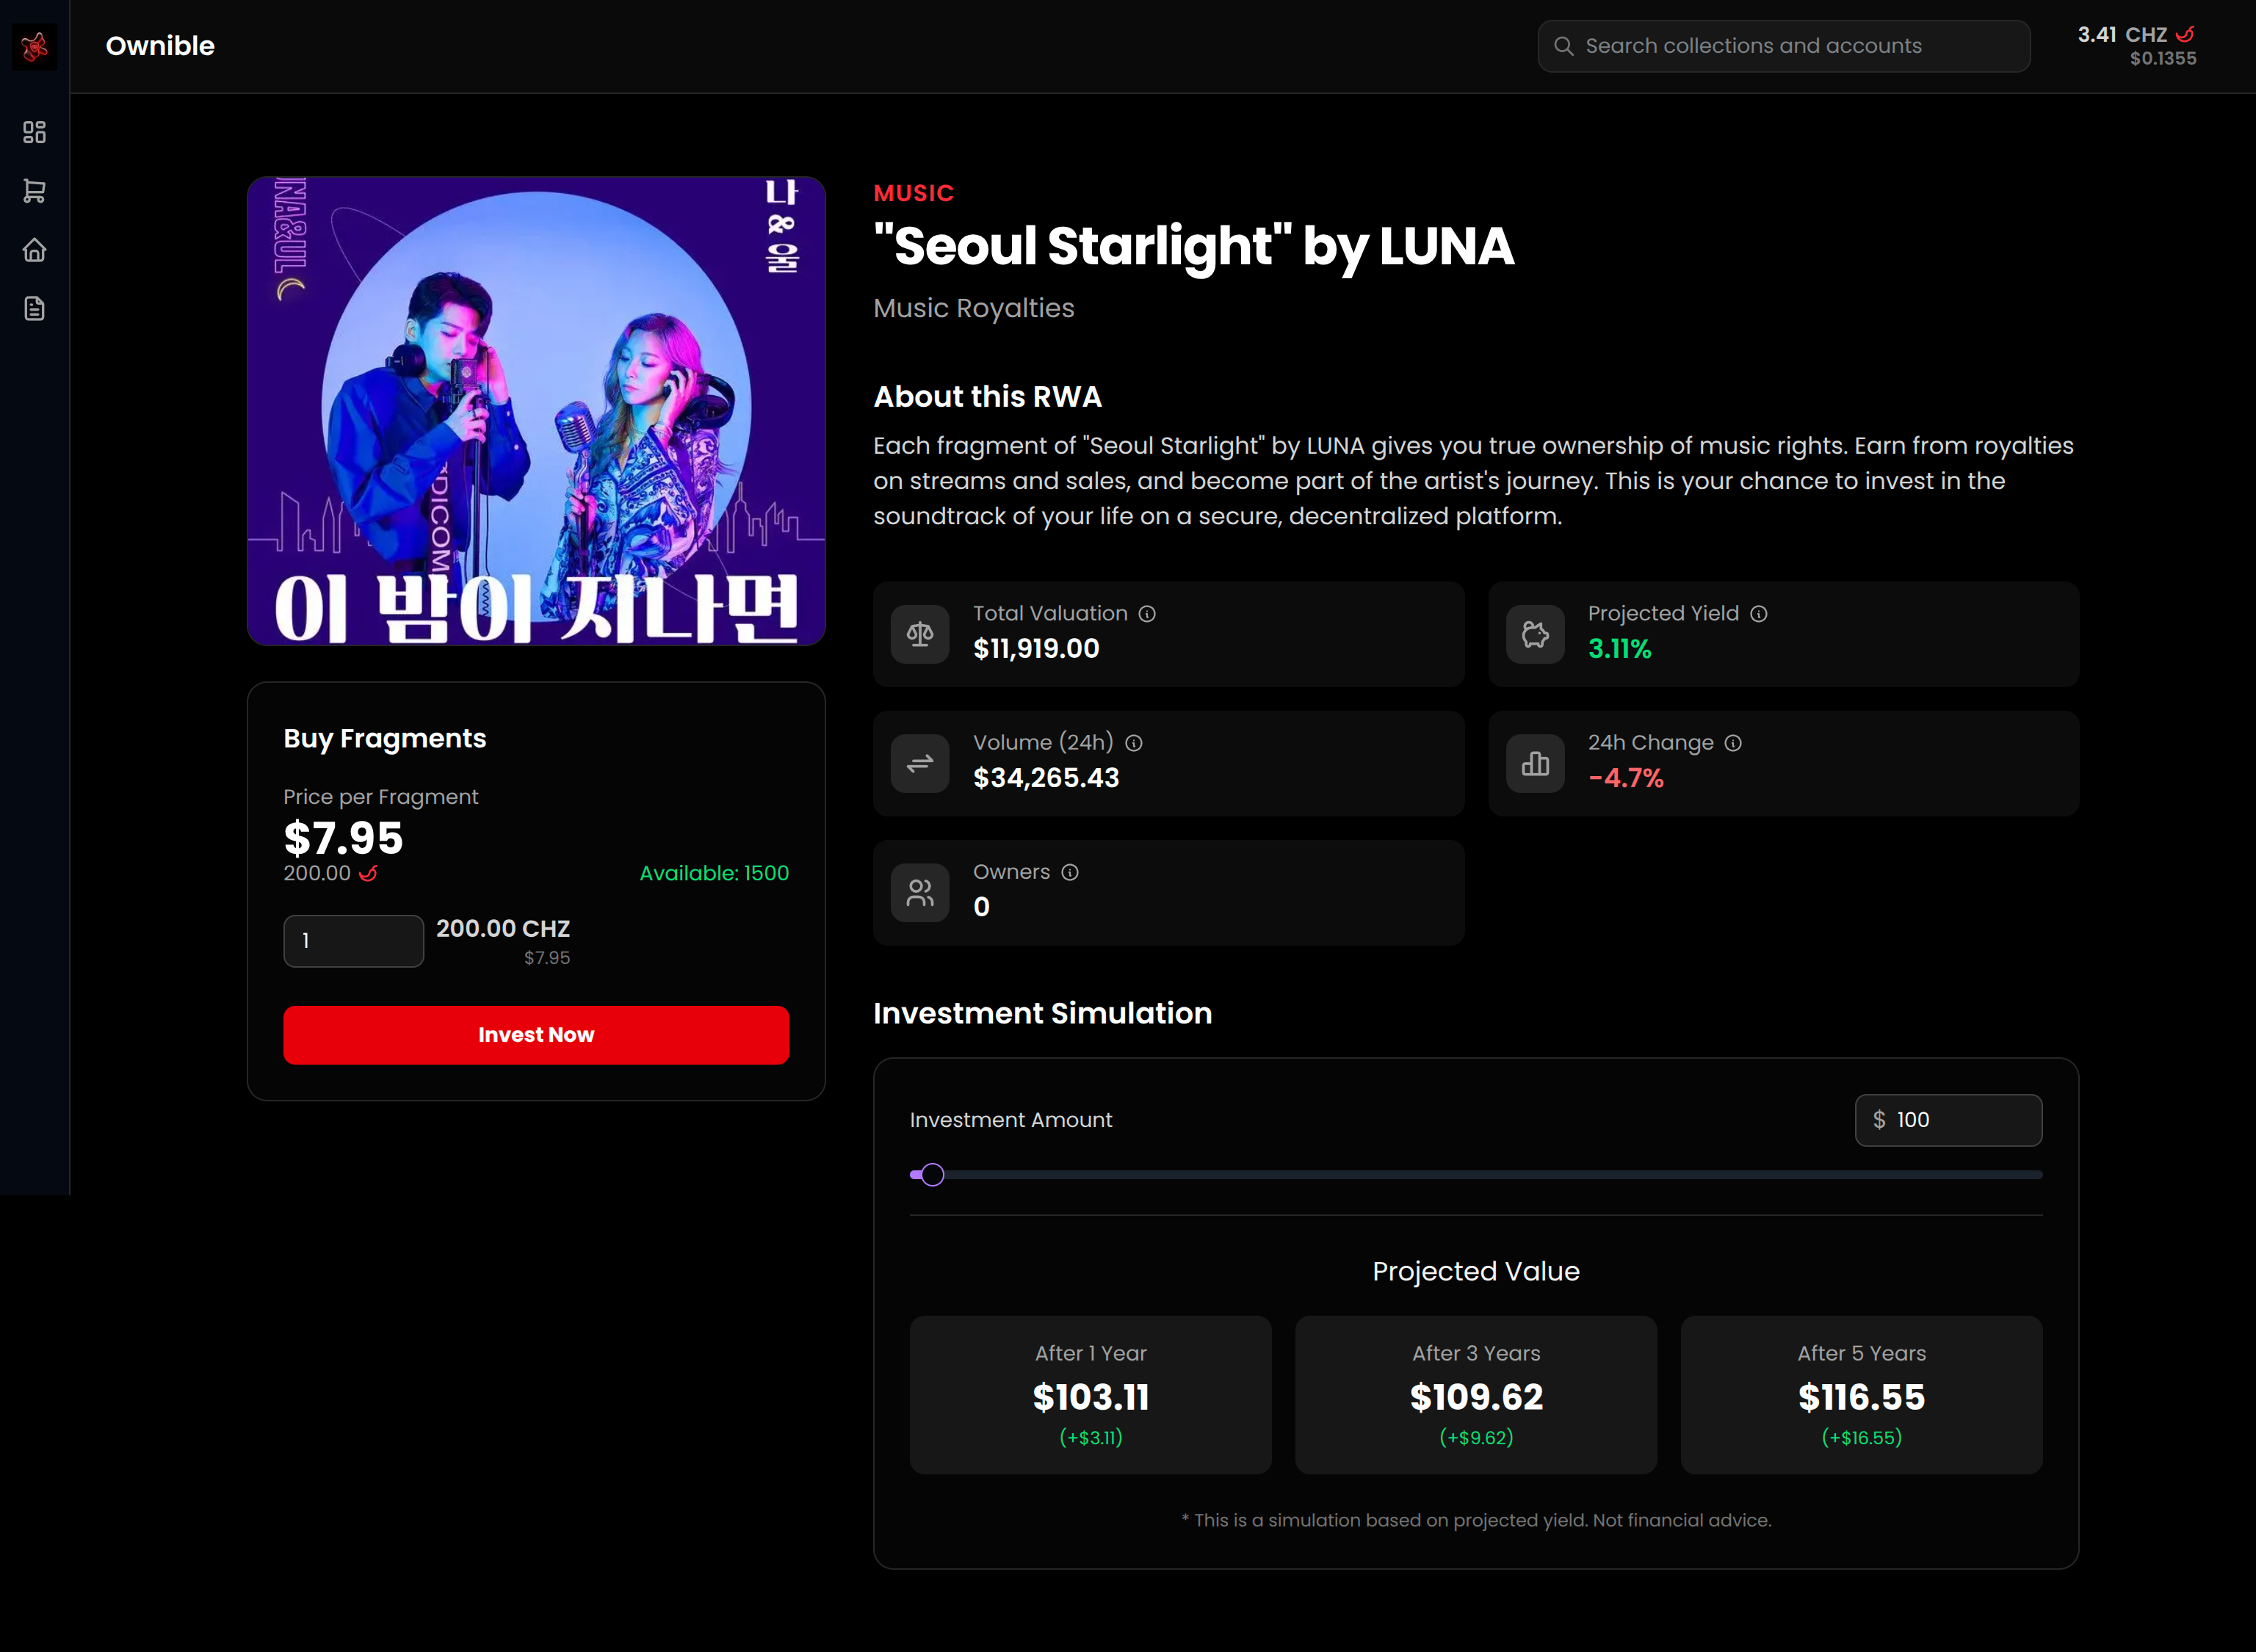 Ownible
Search collections and accounts
3.41 CHZ
$0.1355
LUNA&UL
나
&
울
DICOM
이 밤이 지나면
MUSIC
"Seoul Starlight" by LUNA
Music Royalties
About this RWA
Each fragment of "Seoul Starlight" by LUNA gives you true ownership of music rights. Earn from royalties
on streams and sales, and become part of the artist's journey. This is your chance to invest in the
soundtrack of your life on a secure, decentralized platform.
Total Valuation
$11,919.00
Projected Yield
3.11%
Volume (24h)
$34,265.43
24h Change
-4.7%
Owners
0
Buy Fragments
Price per Fragment
$7.95
200.00
Available: 1500
1
200.00 CHZ
$7.95
Invest Now
Investment Simulation
Investment Amount
$ 100
Projected Value
After 1 Year
$103.11
(+$3.11)
After 3 Years
$109.62
(+$9.62)
After 5 Years
$116.55
(+$16.55)
* This is a simulation based on projected yield. Not financial advice.